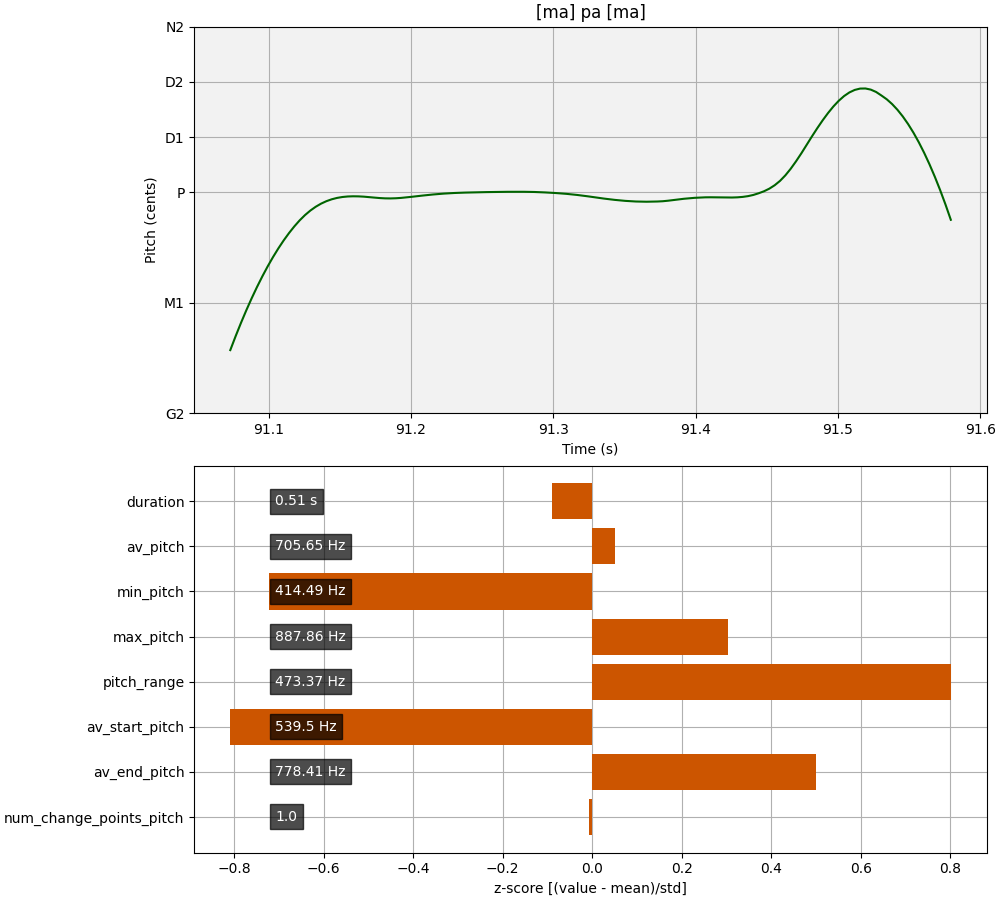 [ma] pa [ma]
N2
D2
D1
P
M1
G2
Pitch (cents)
91.1 91.2 91.3 91.4 91.5 91.6
Time (s)
duration 0.51 s
av_pitch 705.65 Hz
min_pitch 414.49 Hz
max_pitch 887.86 Hz
pitch_range 473.37 Hz
av_start_pitch 539.5 Hz
av_end_pitch 778.41 Hz
num_change_points_pitch 1.0
−0.8 −0.6 −0.4 −0.2 0.0 0.2 0.4 0.6 0.8
z-score [(value - mean)/std]